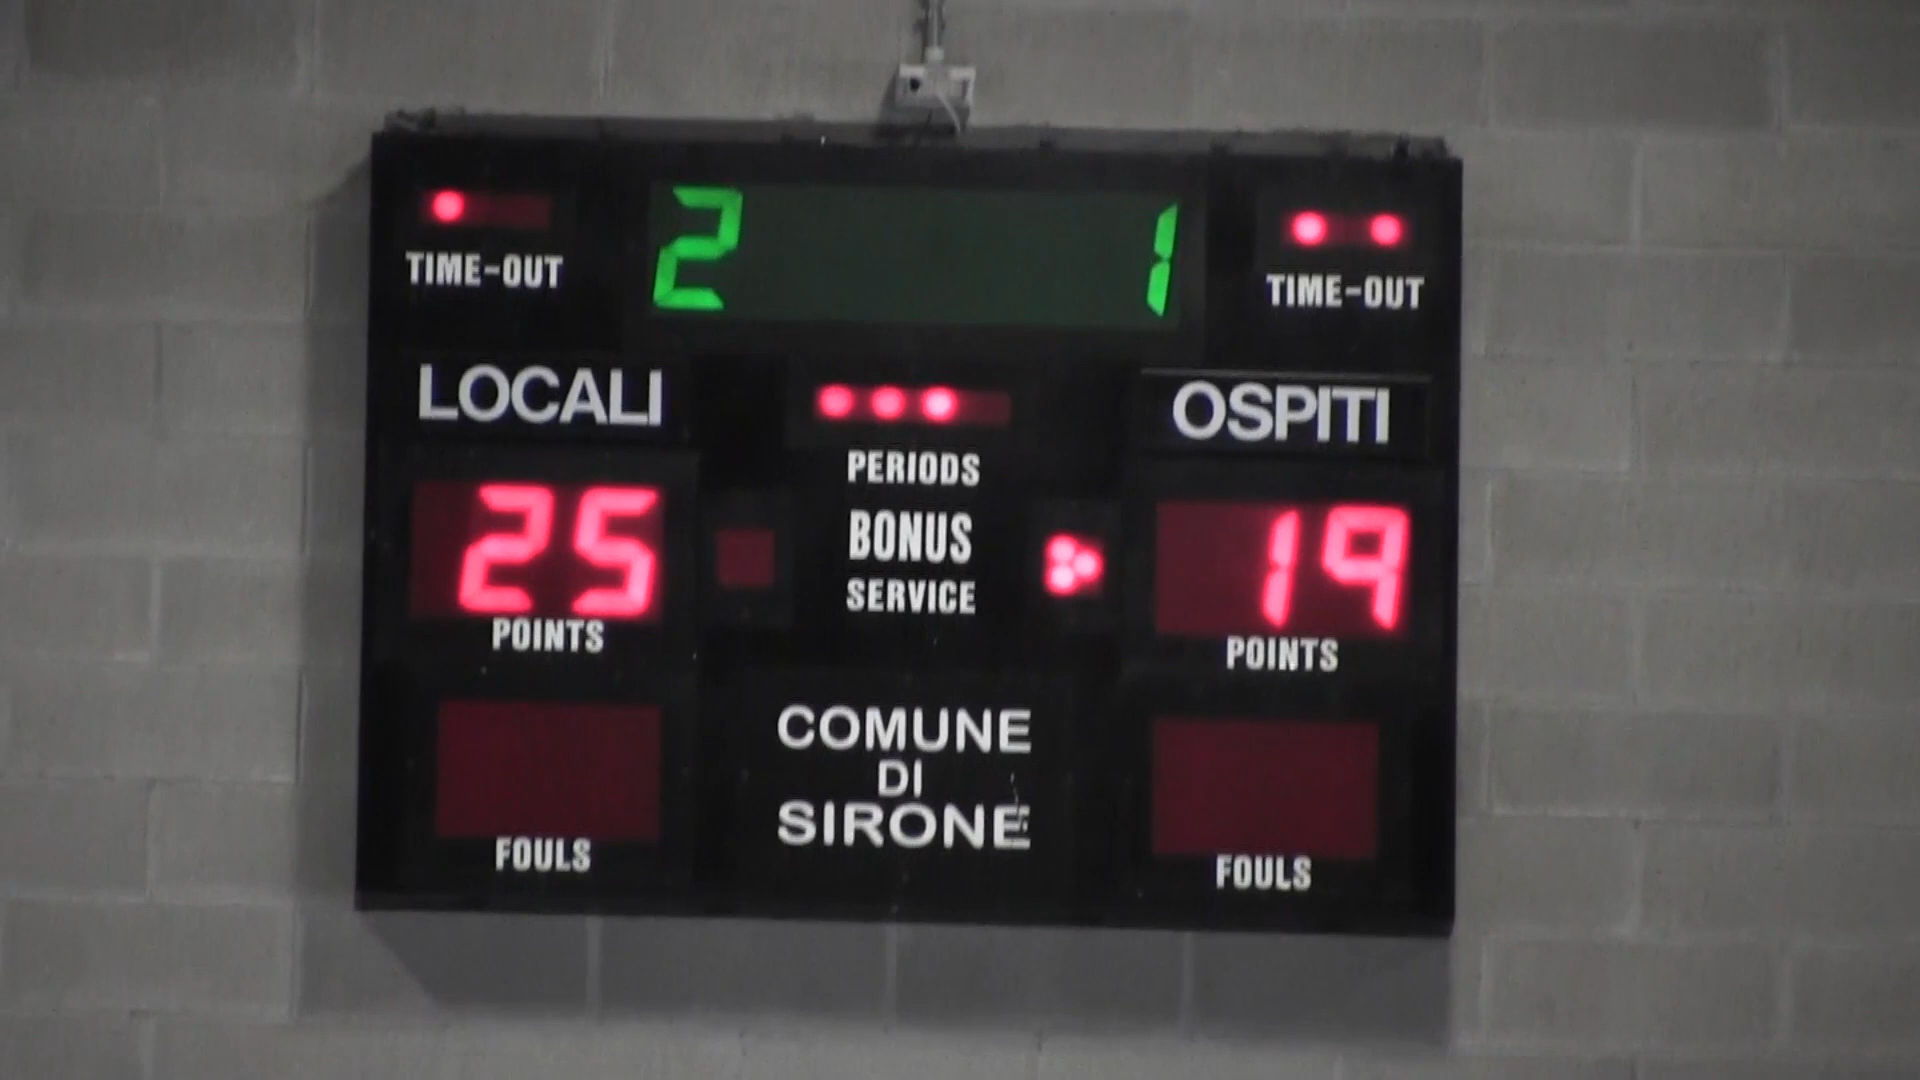 2 1
TIME-OUT TIME-OUT
LOCALI OSPITI
PERIODS
25 BONUS 19
SERVICE
POINTS POINTS
COMUNE
DI
SIRONE
FOULS FOULS